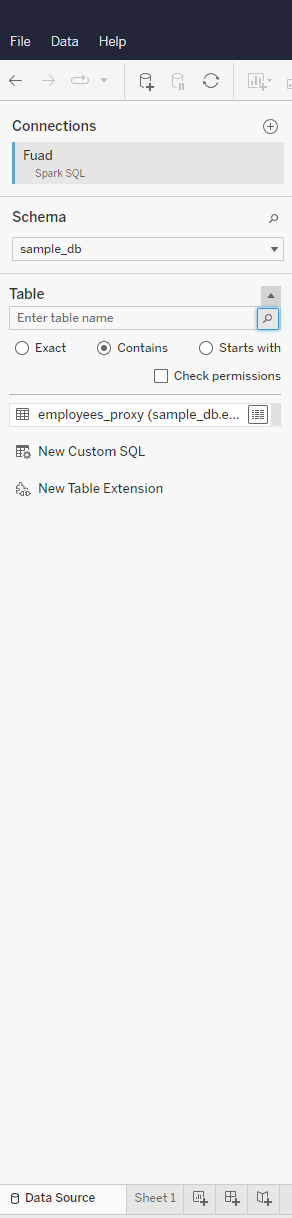 File Data Help
Connections
Fuad
Spark SQL
Schema
sample_db
Table
Enter table name
Exact Contains Starts with
Check permissions
employees_proxy (sample_db.e...
New Custom SQL
New Table Extension
Data Source Sheet 1